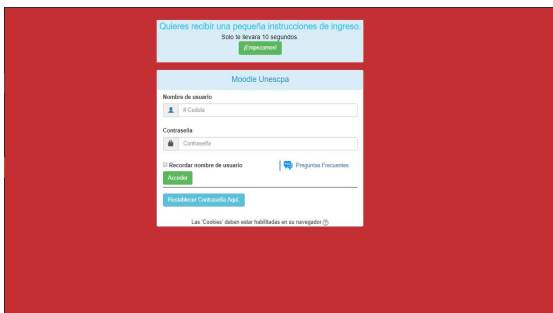 Quieres recibir una pequeña instrucciones de ingreso.
Solo te llevara 10 segundos.
¡Empecemos!
Moodle Unescpa
Nombre de usuario
# Cedula
Contraseña
Contraseña
Recordar nombre de usuario
Preguntas Frecuentes
Acceder
Restablecer Contraseña Aquí.
Las 'Cookies' deben estar habilitadas en su navegador